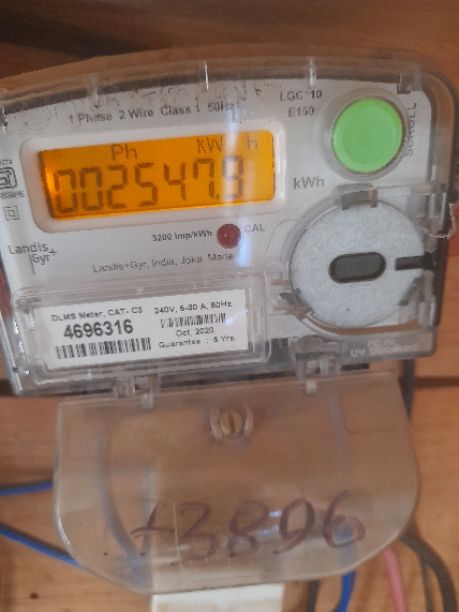 1 Phase 2 Wire Class 1 50Hz
LGC 10
E150
SCROLL
Ph kW h
002547.9
kWh
3200 imp/kWh CAL
Landis+
Gyr+
Landis+Gyr, India, Joka, Made
DLMS Meter, CAT- C3 240V, 5-30 A, 50Hz
4696316
Oct. 2020
Guarantee : 5 Yrs.
+3896